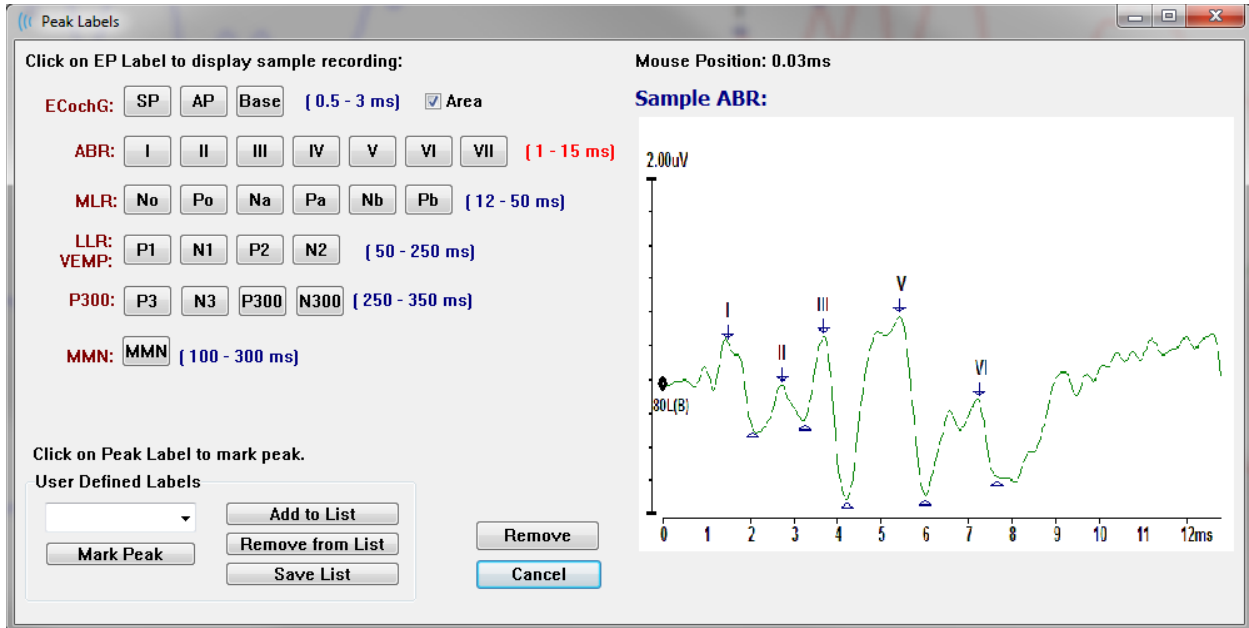 Peak Labels
Click on EP Label to display sample recording:
ECochG: SP AP Base ( 0.5 - 3 ms) Area
ABR: I II III IV V VI VII ( 1 - 15 ms)
MLR: No Po Na Pa Nb Pb ( 12 - 50 ms)
LLR:
VEMP: P1 N1 P2 N2 ( 50 - 250 ms)
P300: P3 N3 P300 N300 ( 250 - 350 ms)
MMN: MMN ( 100 - 300 ms)
Click on Peak Label to mark peak.
User Defined Labels
Add to List
Mark Peak
Remove from List
Save List
Remove
Cancel
Mouse Position: 0.03ms
Sample ABR:
2.00uV
V
I III
II
VI
80L(B)
0 1 2 3 4 5 6 7 8 9 10 11 12ms